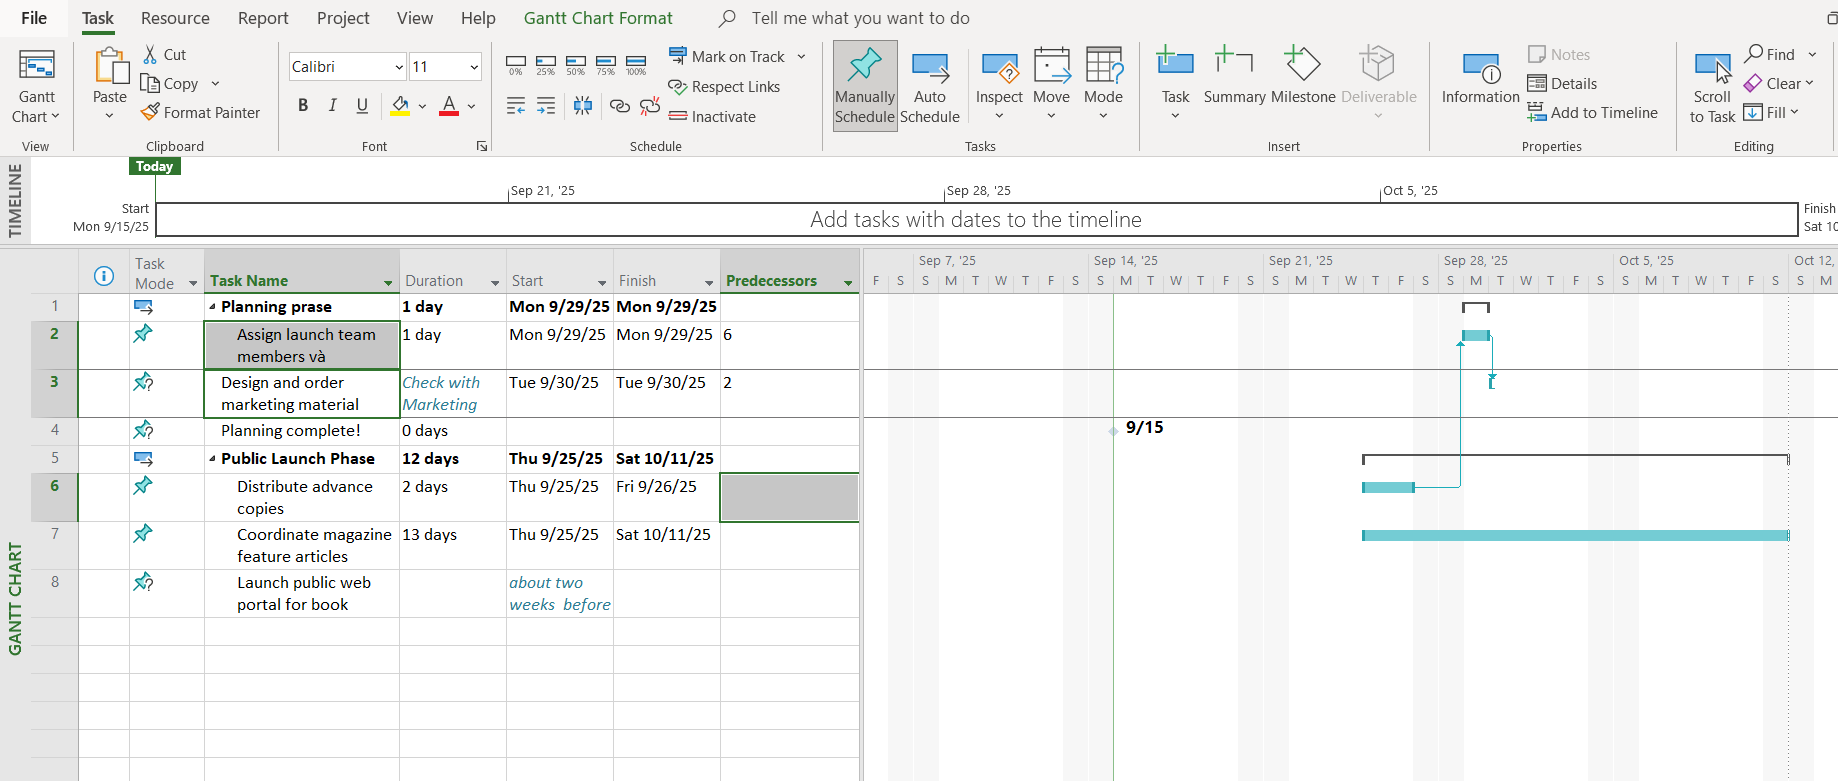 File Task Resource Report Project View Help Gantt Chart Format Tell me what you want to do
Gantt
Chart
View
Paste
Cut
Copy
Format Painter
Clipboard
Calibri 11
B I U A
Font
0% 25% 50% 75% 100%
Mark on Track
Respect Links
Inactivate
Schedule
Manually
Schedule
Auto
Schedule
Inspect
Move
Mode
Tasks
Task
Summary
Milestone
Deliverable
Insert
Information
Notes
Details
Add to Timeline
Properties
Scroll
to Task
Find
Clear
Fill
Editing
TIMELINE
Today
Start
Mon 9/15/25
Sep 21, '25 Sep 28, '25 Oct 5, '25
Add tasks with dates to the timeline
Finish
Sat 10
GANTT CHART
Task
Mode
Task Name Duration Start Finish Predecessors
Sep 7, '25 Sep 14, '25 Sep 21, '25 Sep 28, '25 Oct 5, '25 Oct 12,
F S S M T W T F S S M T W T F S S M T W T F S S M T W T F S S M T W T F S S M
1 Planning prase 1 day Mon 9/29/25 Mon 9/29/25
2 Assign launch team 1 day Mon 9/29/25 Mon 9/29/25 6
members và
3 Design and order Check with Tue 9/30/25 Tue 9/30/25 2
marketing material Marketing
4 Planning complete! 0 days
9/15
5 Public Launch Phase 12 days Thu 9/25/25 Sat 10/11/25
6 Distribute advance 2 days Thu 9/25/25 Fri 9/26/25
copies
7 Coordinate magazine 13 days Thu 9/25/25 Sat 10/11/25
feature articles
8 Launch public web about two
portal for book weeks before